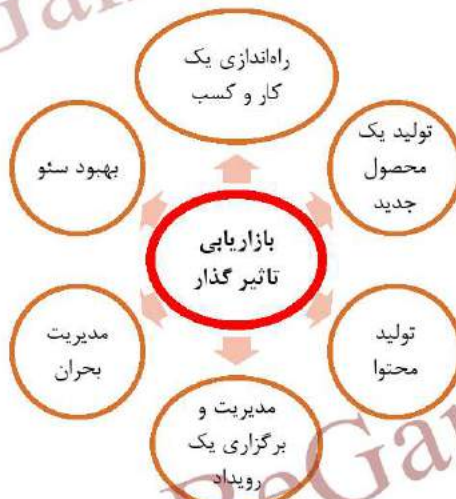 راه‌اندازی یک
کار و کسب
تولید یک
محصول
جدید
بهبود سئو
بازاریابی
تاثیر گذار
تولید
محتوا
مدیریت
بحران
مدیریت و
برگزاری یک
رویداد